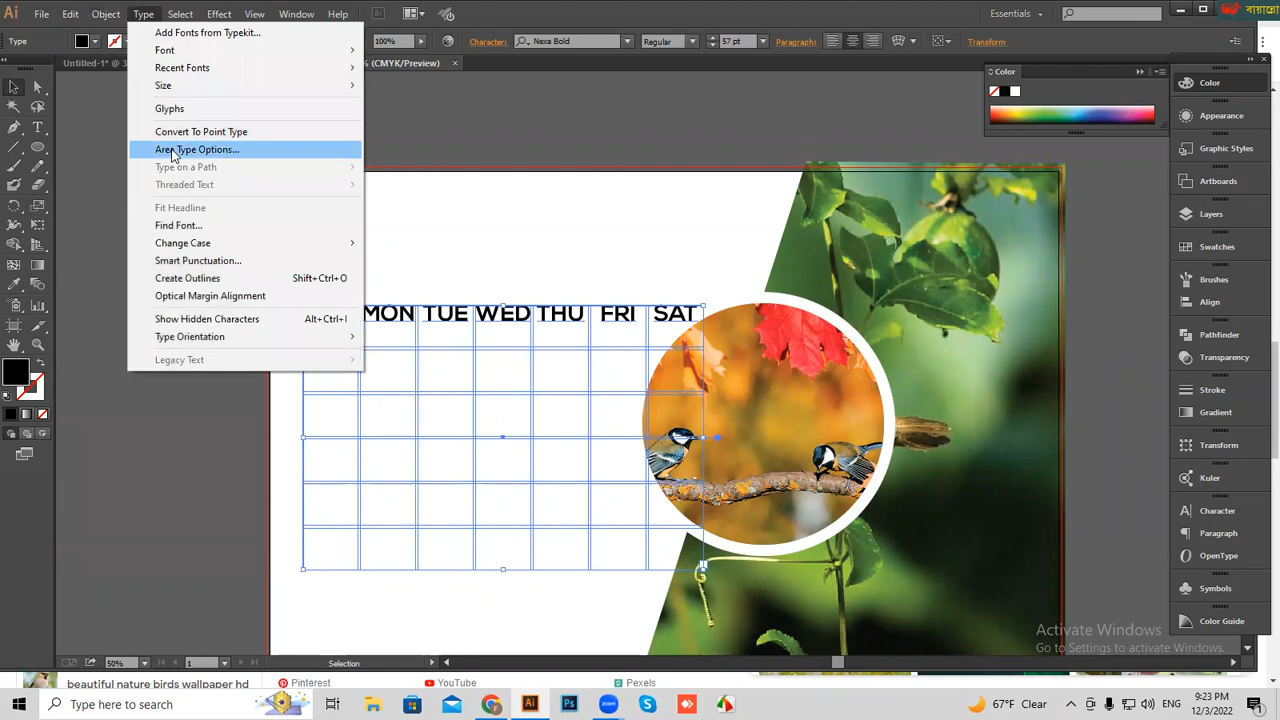 Ai File Edit Object Type Select Effect View Window Help Br Essentials বায়ান্নো
Type 100% Character: Nexa Bold Regular 57 pt Paragraph: Transform
Untitled-1* @ 3 % (CMYK/Preview)
Add Fonts from Typekit...
Font
Recent Fonts
Size
Glyphs
Convert To Point Type
Area Type Options...
Type on a Path
Threaded Text
Fit Headline
Find Font...
Change Case
Smart Punctuation...
Create Outlines Shift+Ctrl+O
Optical Margin Alignment
Show Hidden Characters Alt+Ctrl+I
Type Orientation
Legacy Text
MON TUE WED THU FRI SAT
Color
Color
Appearance
Graphic Styles
Artboards
Layers
Swatches
Brushes
Align
Pathfinder
Transparency
Stroke
Gradient
Transform
Kuler
Character
Paragraph
OpenType
Symbols
Color Guide
Activate Windows
Go to Settings to activate Windows.
50% 1 Selection
beautiful nature birds wallpaper hd Pinterest YouTube Pexels
Type here to search Ai Ps zoom 67°F Clear 9:23 PM
12/3/2022